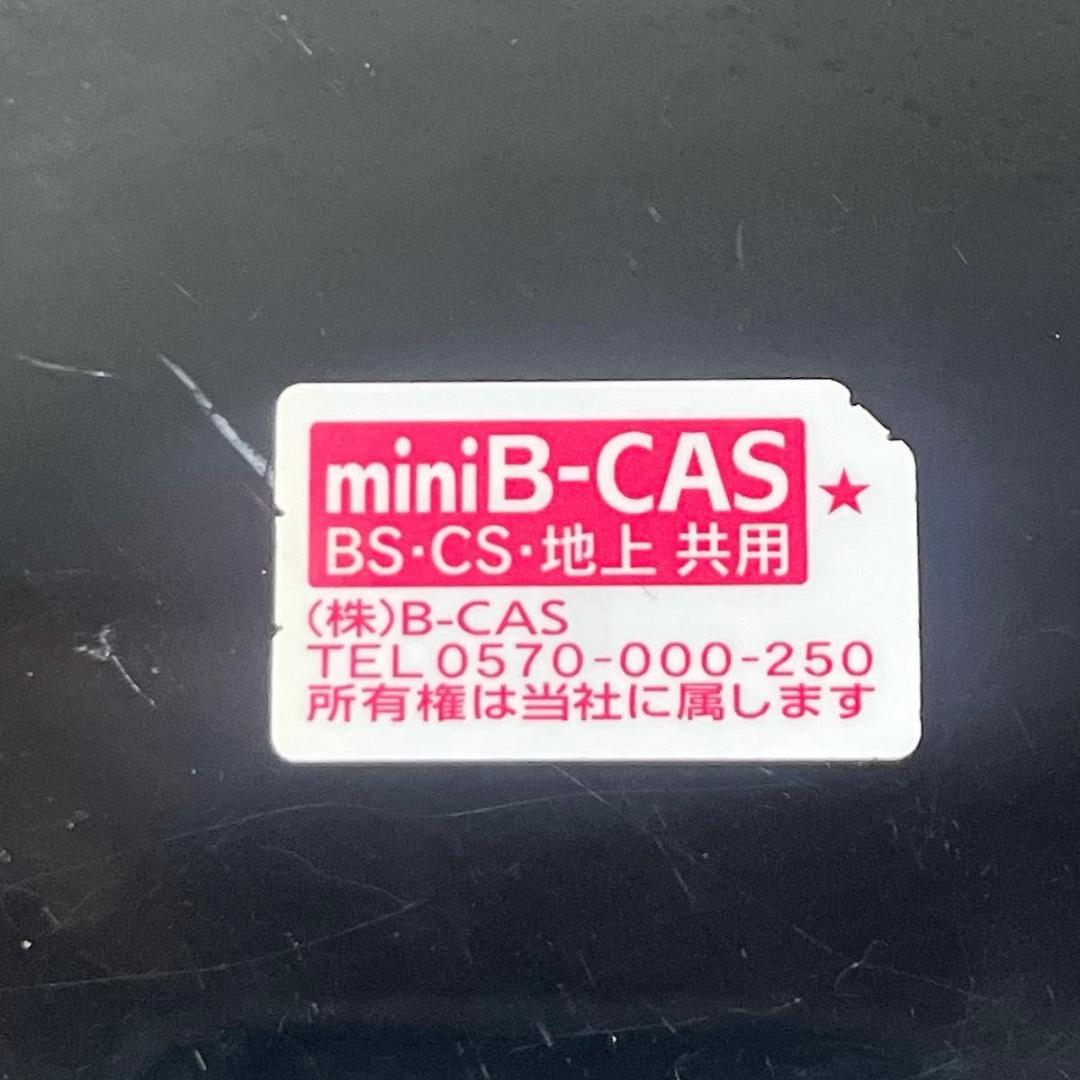 miniB-CAS
BS・CS・地上 共用
★
(株)B-CAS
TEL 0570-000-250
所有権は当社に属します